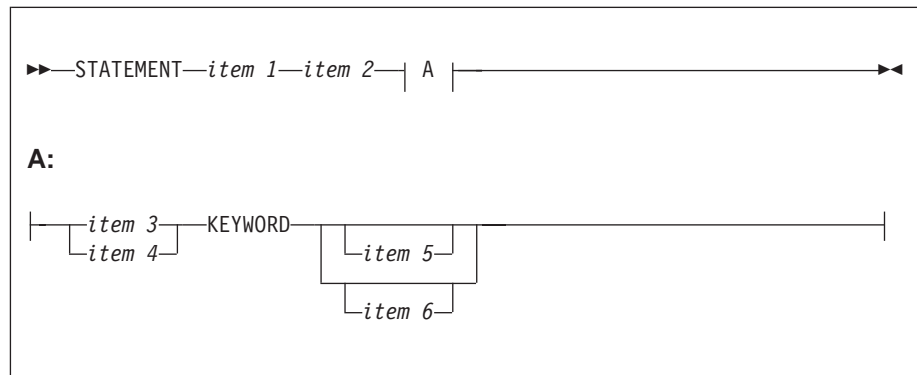 STATEMENT item 1 item 2 A
A:
item 3 KEYWORD
item 4 item 5
item 6